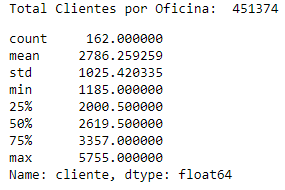 Total Clientes por Oficina:  451374
count     162.000000
mean     2786.259259
std      1025.420335
min      1185.000000
25%      2000.500000
50%      2619.500000
75%      3357.000000
max      5755.000000
Name: cliente, dtype: float64